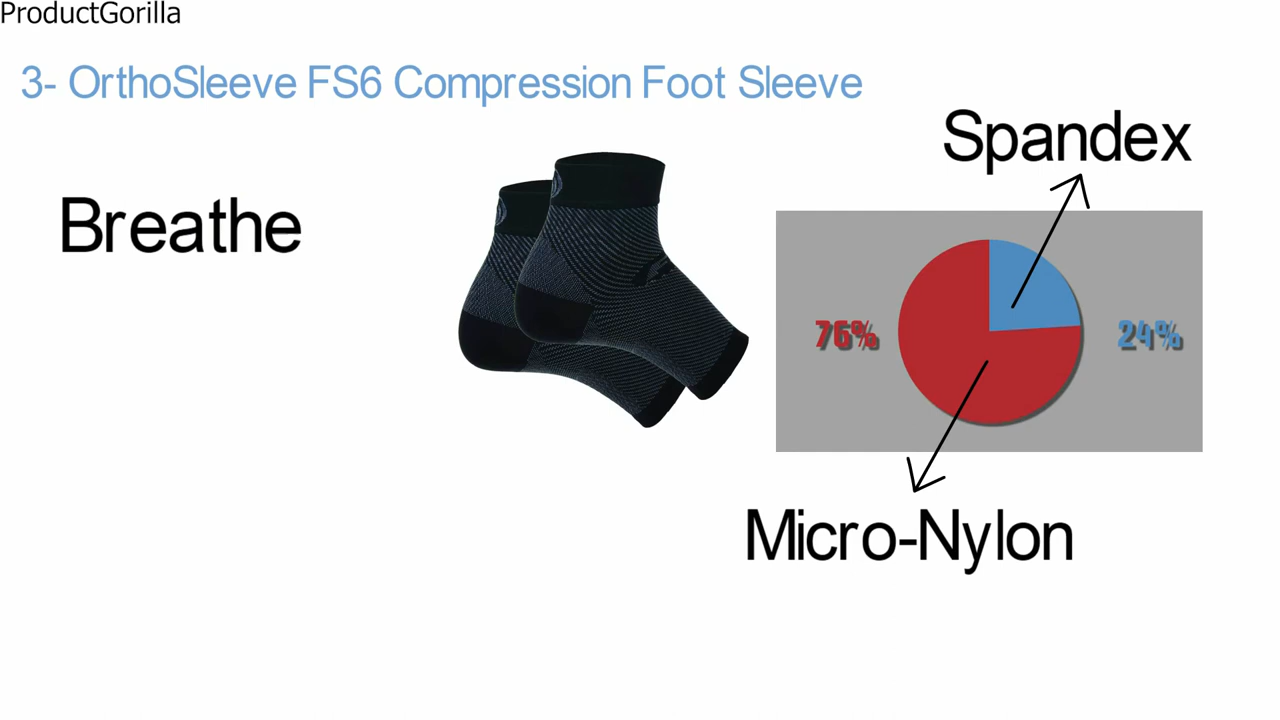 ProductGorilla
3- OrthoSleeve FS6 Compression Foot Sleeve
Spandex
Breathe
76%
24%
Micro-Nylon